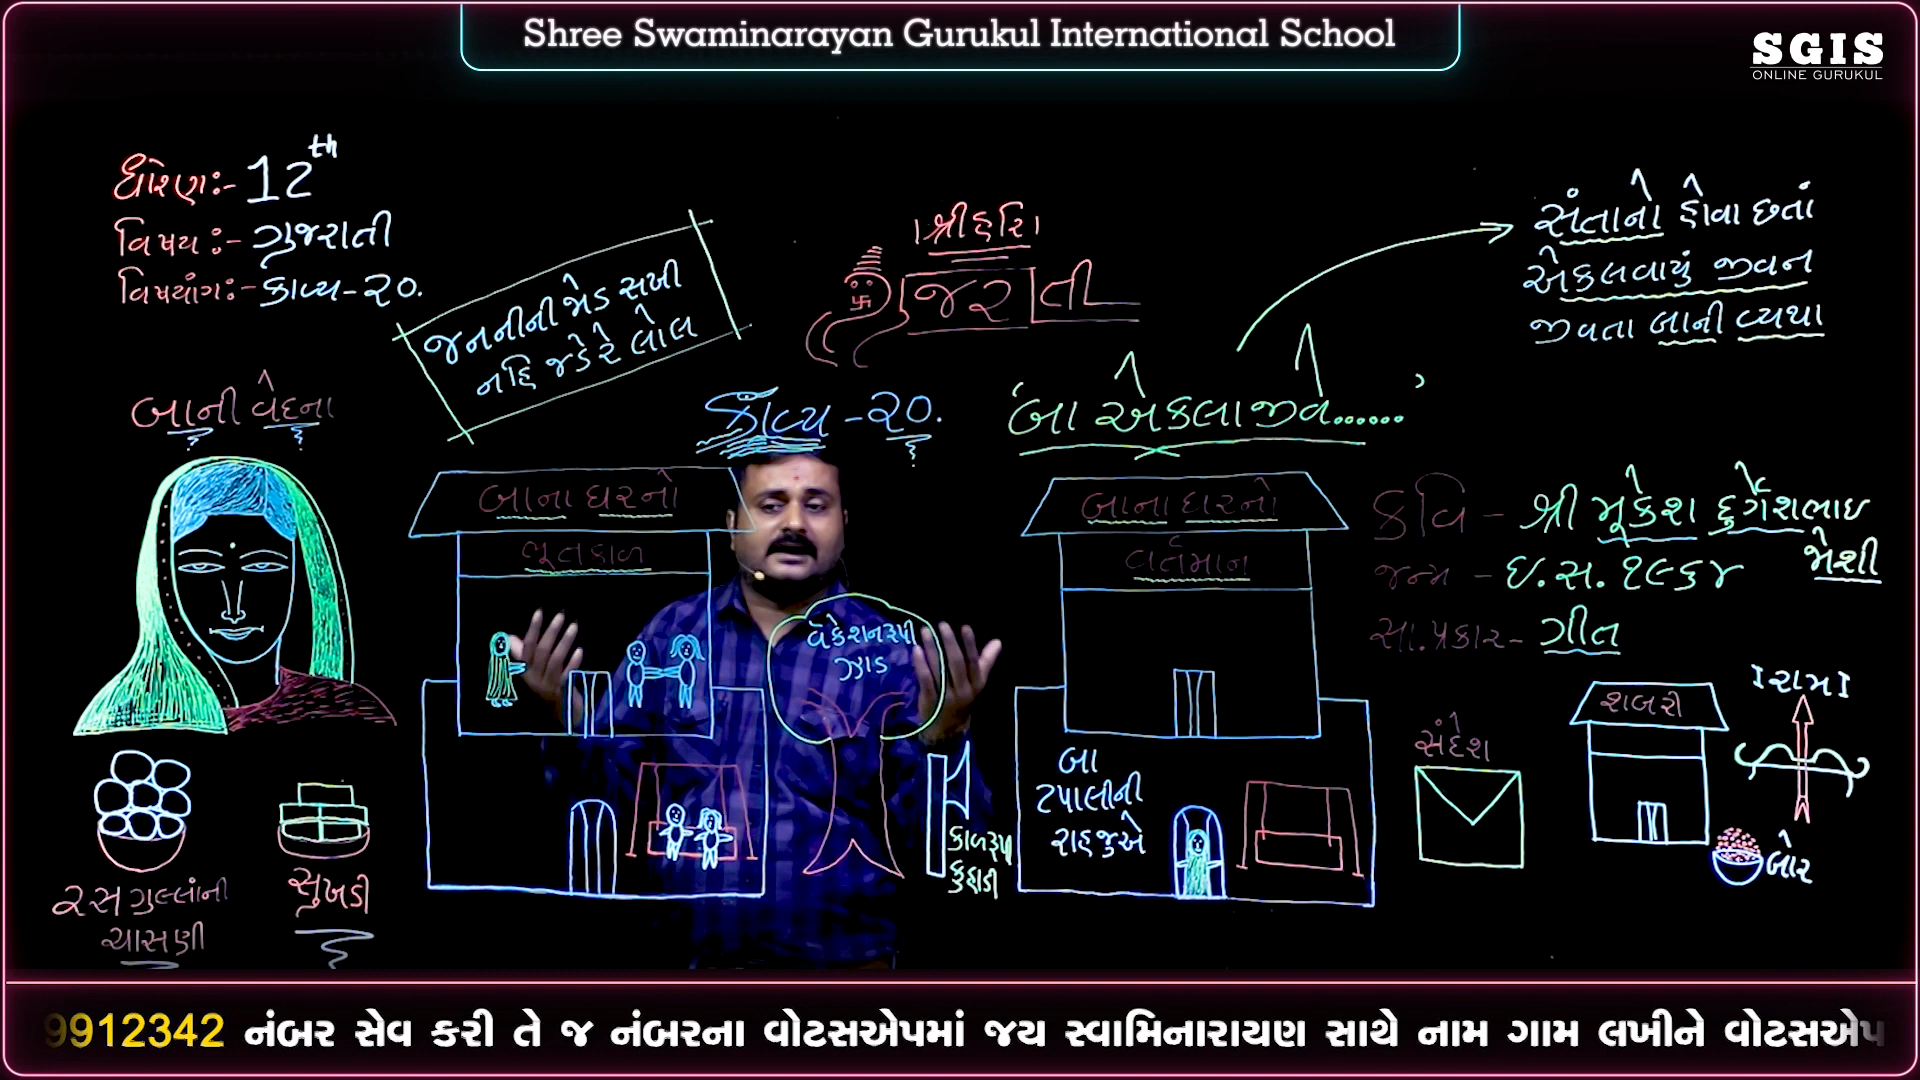 Shree Swaminarayan Gurukul International School
SGIS
ONLINE GURUKUL
ધોરણઃ- 12th
વિષયઃ- ગુજરાતી
વિષયાંગઃ- કાવ્ય-૨૦.
જનનીની જોડ સખી
નહિ જડે રે લોલ
।શ્રીહરિ।
જરાતી
સંતાનો હોવા છતાં
એકલવાયું જીવન
જીવતા બાની વ્યથા
બાની વેદના
કાવ્ય -૨૦.
'બા એકલા જીવે......'
બાના ઘરનો
ભૂતકાળ
વૅકેશનરૂપી
ઝાડ
કાળરૂપી
કુહાડી
બાના ઘરનો
વર્તમાન
બા
ટપાલીની
રાહ જુએ
કવિ - શ્રી મૂકેશ દુર્ગેશભાઇ
જોશી
જન્મ - ઇ.સ. ૧૯૬૪
સા.પ્રકાર- ગીત
સંદેશ
શબરી
।રામ।
બોર
રસગુલ્લાંની
ચાસણી
સુખડી
9912342 નંબર સેવ કરી તે જ નંબરના વોટસએપમાં જય સ્વામિનારાયણ સાથે નામ ગામ લખીને વોટસએપ